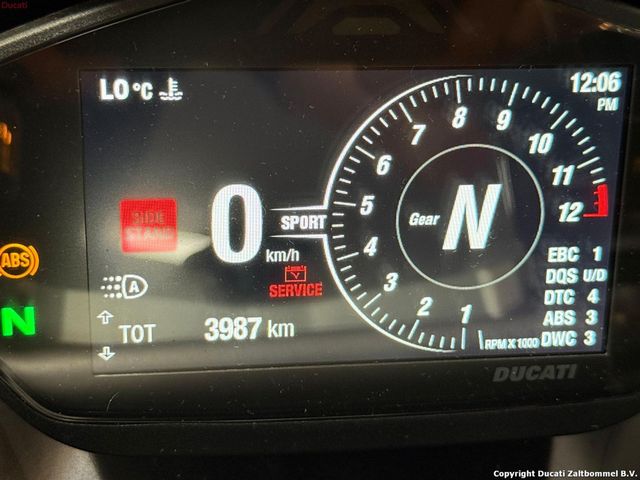 Ducati
LO °C
12:06
PM
8
7
9
6
10
5
11
4
12
3
2
1
SIDE
STAND
0
km/h
SPORT
Gear
N
SERVICE
A
ABS
N
TOT
3987 km
RPM X 1000
EBC 1
DQS U/D
DTC 4
ABS 3
DWC 3
DUCATI
Copyright Ducati Zaltbommel B.V.